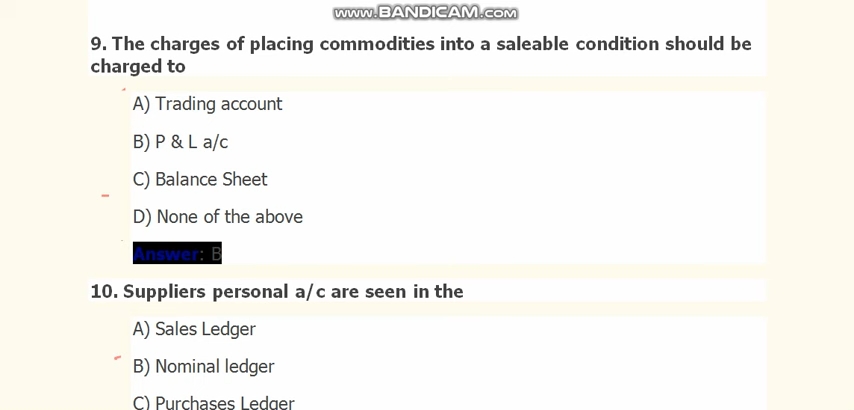 www.BANDICAM.com
9. The charges of placing commodities into a saleable condition should be
charged to
A) Trading account
B) P & L a/c
C) Balance Sheet
D) None of the above
Answer: B
10. Suppliers personal a/c are seen in the
A) Sales Ledger
B) Nominal ledger
C) Purchases Ledger